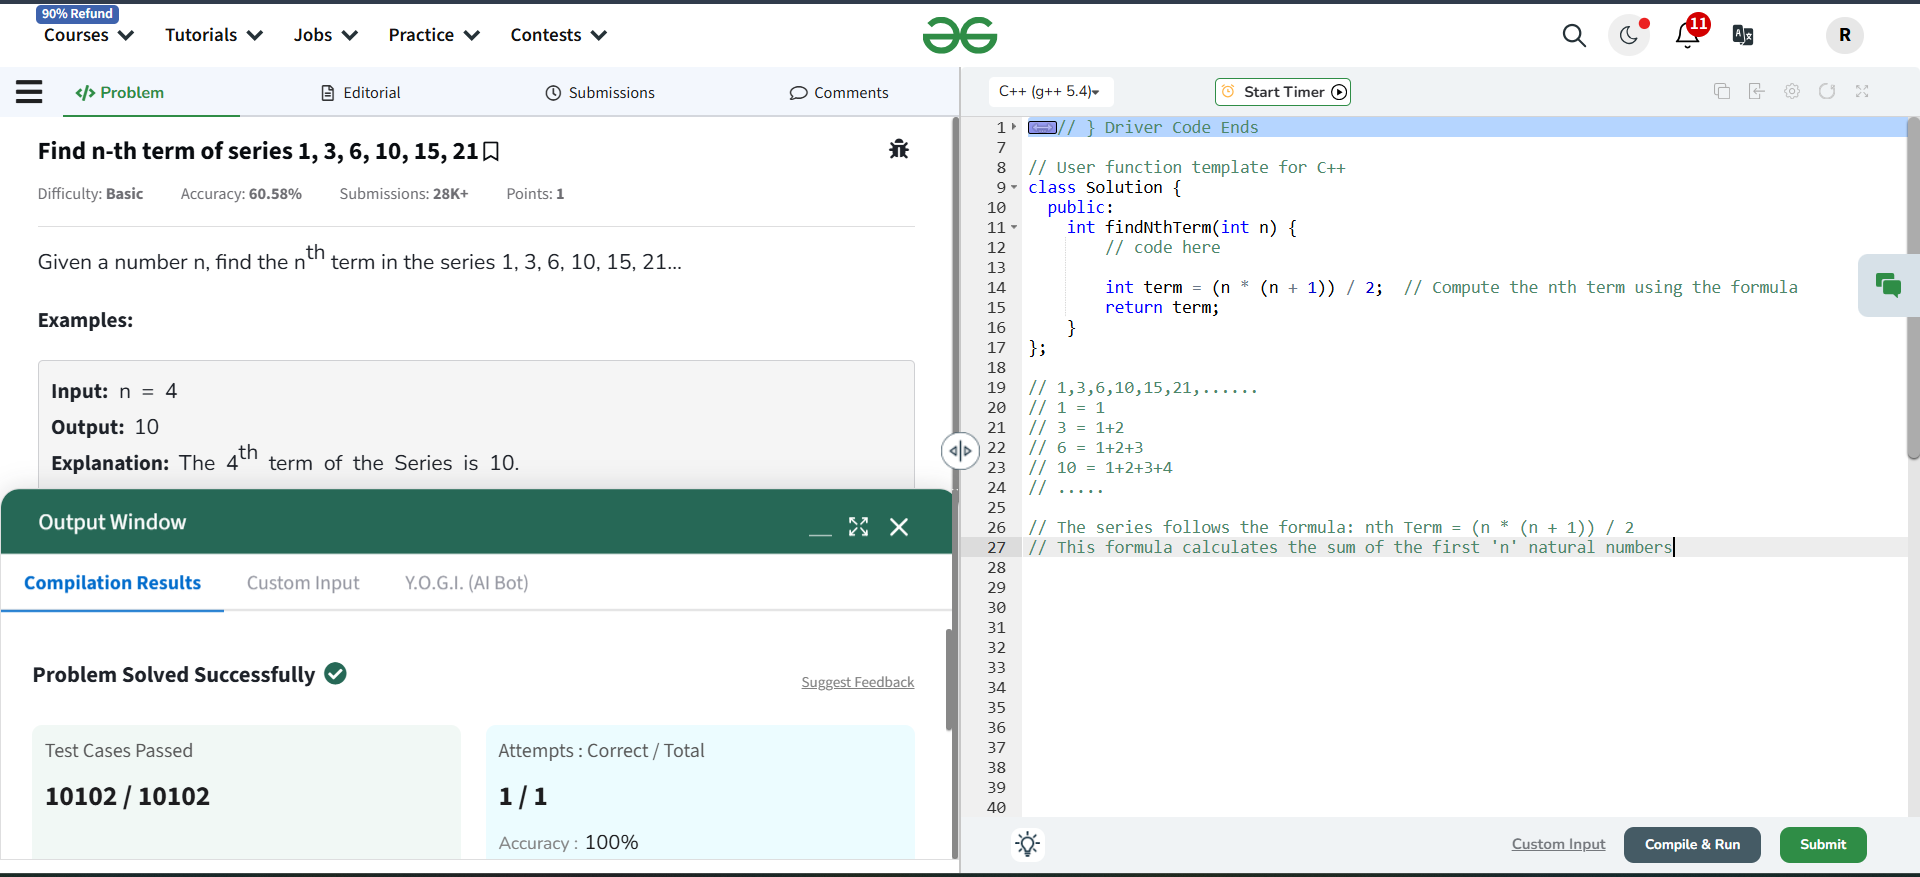 90% Refund
Courses Tutorials Jobs Practice Contests
11
R
</> Problem Editorial Submissions Comments
Find n-th term of series 1, 3, 6, 10, 15, 21
Difficulty: Basic Accuracy: 60.58% Submissions: 28K+ Points: 1
Given a number n, find the nth term in the series 1, 3, 6, 10, 15, 21...
Examples:
Input: n = 4
Output: 10
Explanation: The 4th term of the Series is 10.
Output Window
Compilation Results Custom Input Y.O.G.I. (AI Bot)
Problem Solved Successfully
Suggest Feedback
Test Cases Passed
10102 / 10102
Attempts : Correct / Total
1 / 1
Accuracy : 100%
C++ (g++ 5.4)
Start Timer
1 // } Driver Code Ends
7
8 // User function template for C++
9 class Solution {
10 public:
11 int findNthTerm(int n) {
12 // code here
13
14 int term = (n * (n + 1)) / 2; // Compute the nth term using the formula
15 return term;
16 }
17 };
18
19 // 1,3,6,10,15,21,......
20 // 1 = 1
21 // 3 = 1+2
22 // 6 = 1+2+3
23 // 10 = 1+2+3+4
24 // .....
25
26 // The series follows the formula: nth Term = (n * (n + 1)) / 2
27 // This formula calculates the sum of the first 'n' natural numbers
28
29
30
31
32
33
34
35
36
37
38
39
40
Custom Input Compile & Run Submit